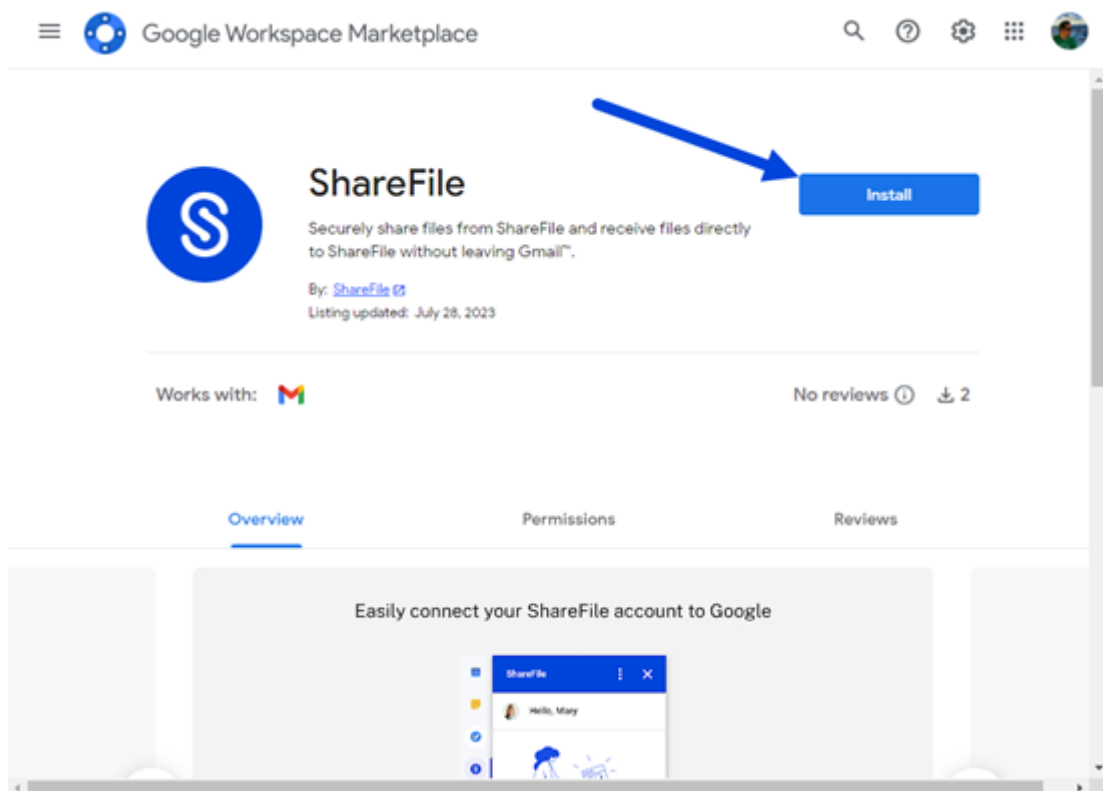 Google Workspace Marketplace
ShareFile
Install
Securely share files from ShareFile and receive files directly
to ShareFile without leaving Gmail™.
By: ShareFile
Listing updated: July 28, 2023
Works with:
No reviews
2
Overview
Permissions
Reviews
Easily connect your ShareFile account to Google
ShareFile
Hello, Mary